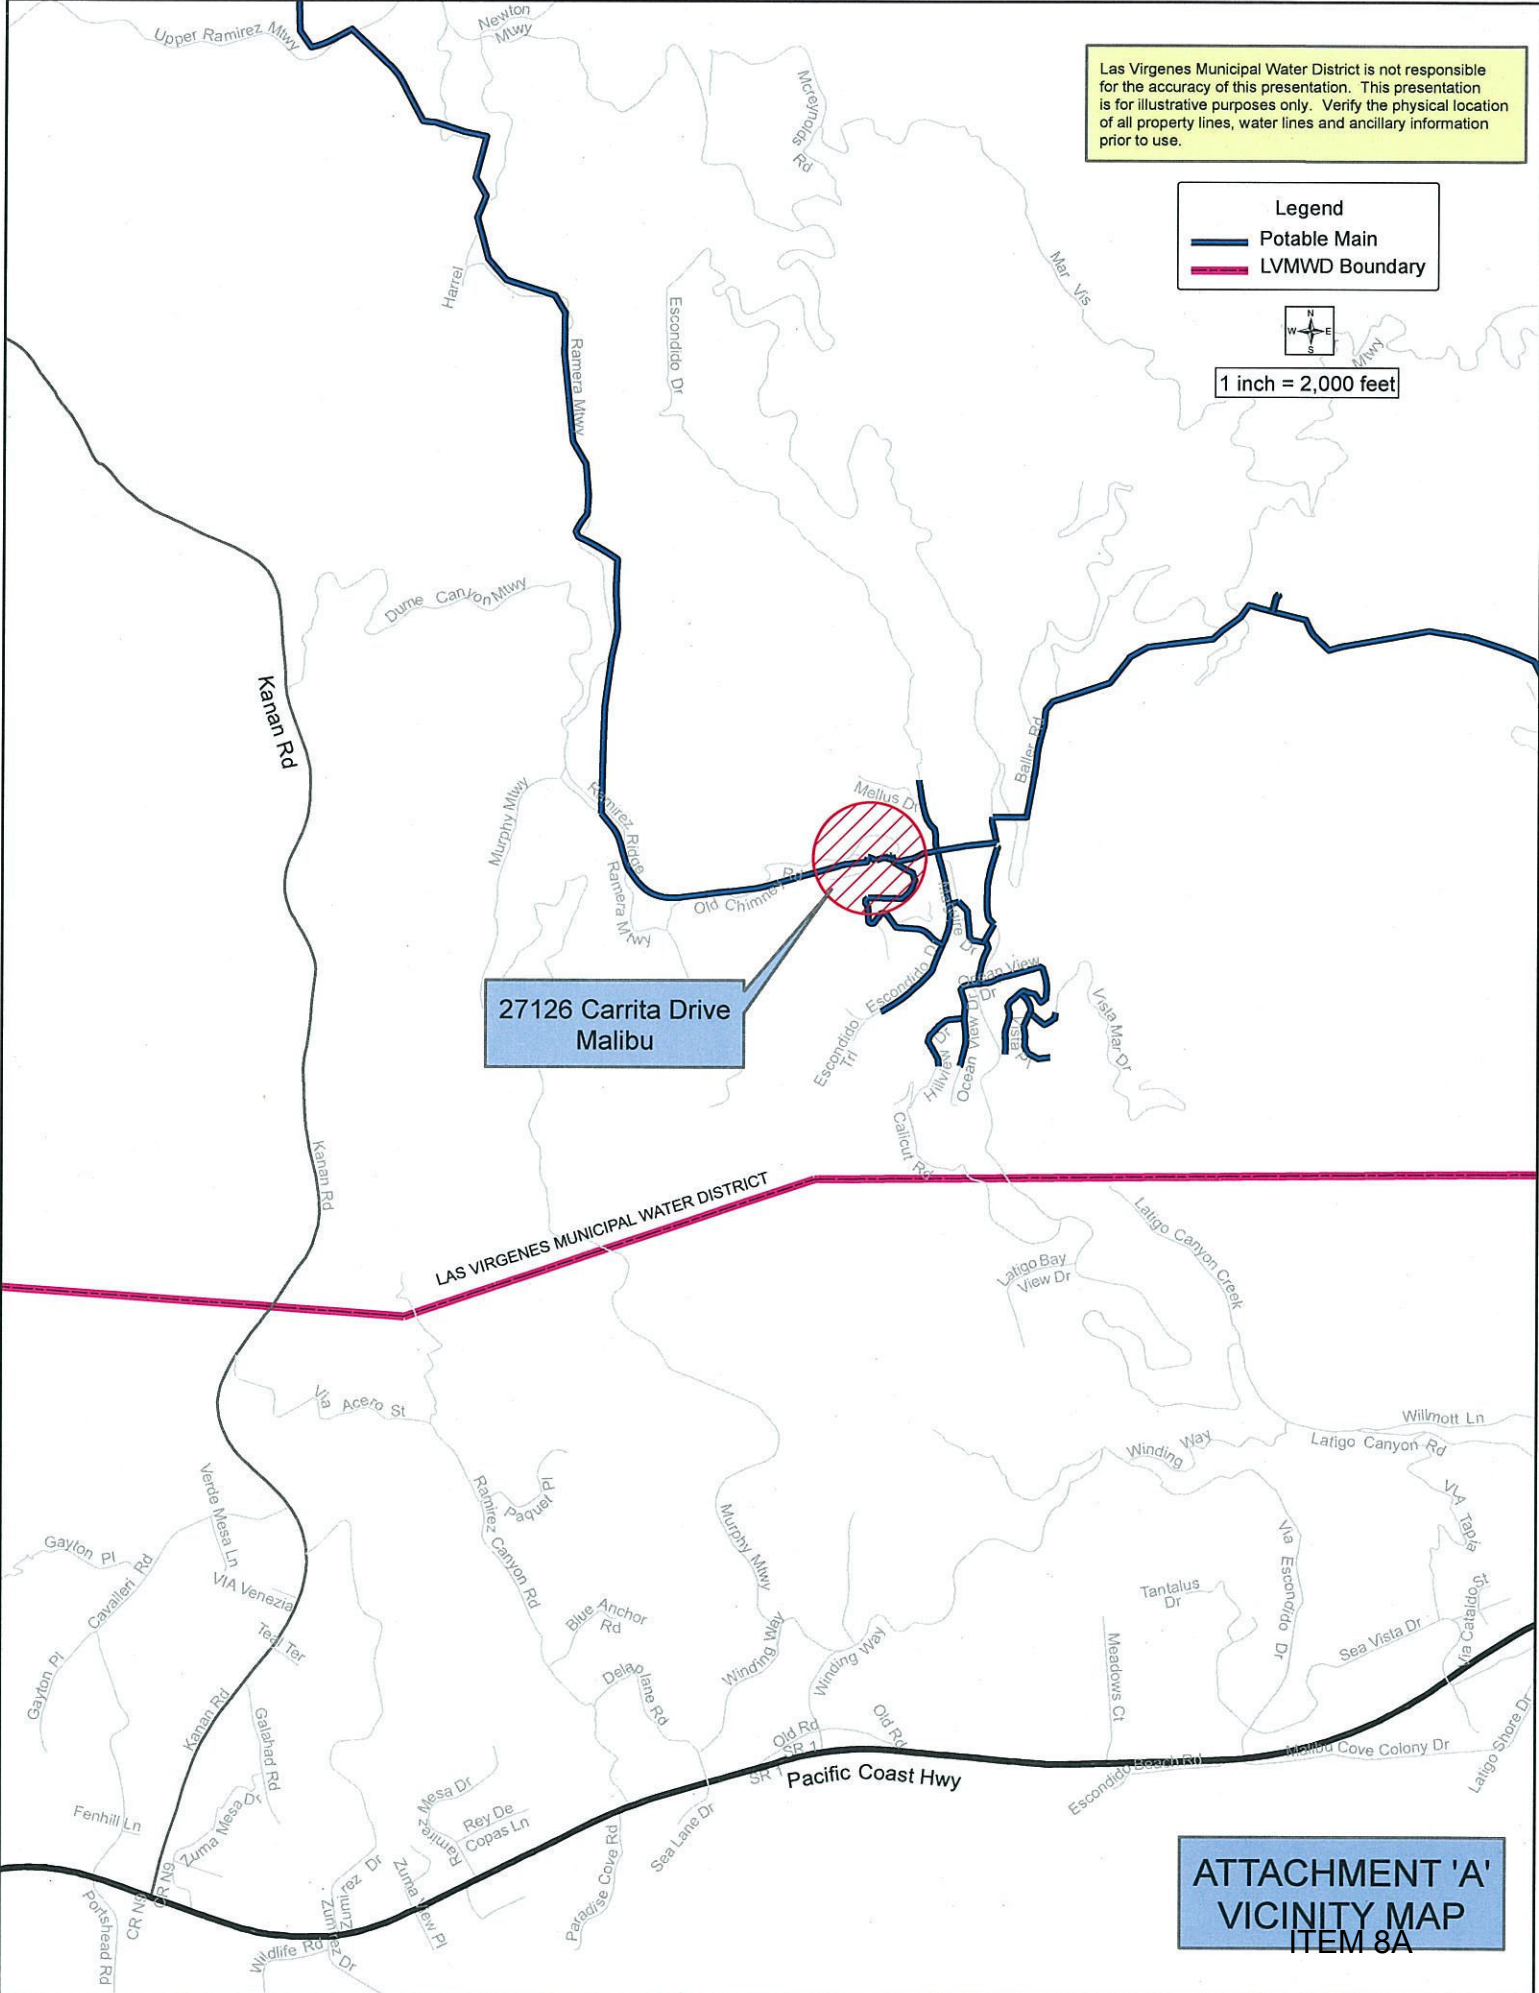 Upper Ramirez Mtwy
Newton
Mtwy
Mcreynolds
Rd
Las Virgenes Municipal Water District is not responsible
for the accuracy of this presentation. This presentation
is for illustrative purposes only. Verify the physical location
of all property lines, water lines and ancillary information
prior to use.
Legend
Potable Main
LVMWD Boundary
N
W E
S
1 inch = 2,000 feet
Harrel
Mar Vis
Mtwy
Escondido Dr
Ramera Mtwy
Dume Canyon Mtwy
Kanan Rd
Baller Rd
Murphy Mtwy
Ramirez Ridge
Mellus Dr
Ramera Mtwy
Old Chimney Rd
Dr
Escondido Dr
Ocean View
Dr
27126 Carrita Drive
Malibu
Escondido
Trl
Hillview Dr
Ocean View Dr
Vista Pl
Vista Mar Dr
Calicut Rd
Kanan Rd
LAS VIRGENES MUNICIPAL WATER DISTRICT
Latigo Canyon Creek
Latigo Bay
View Dr
Via Acero St
Willmott Ln
Latigo Canyon Rd
Winding Way
Verde Mesa Ln
Ramirez Canyon Rd
Paquet Pl
Murphy Mtwy
Via Escondido Dr
VIA Tapia
Gayton Pl
Cavalleri Rd
VIA Venezia
Teal Ter
Blue Anchor
Rd
Tantalus
Dr
Via Cataldo St
Sea Vista Dr
Gayton Pl
Delaplane Rd
Winding Way
Winding Way
Meadows Ct
Kanan Rd
Galahad Rd
Old Rd
Old Rd
SR 1
SR 1
Pacific Coast Hwy
Escondido Beach Rd
Malibu Cove Colony Dr
Latigo Shore Dr
Fenhill Ln
Zuma Mesa Dr
Ramirez Mesa Dr
Rey De
Copas Ln
Sea Lane Dr
Paradise Cove Rd
CR N9
CR N9
Portshead Rd
Zumirez Dr
Zumirez Dr
Zuma View Pl
Wildlife Rd
ATTACHMENT 'A'
VICINITY MAP
ITEM 8A